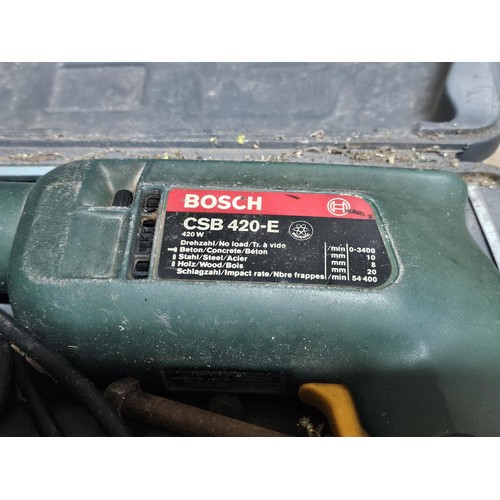 BOSCH
CSB 420-E
420 W
Drehzahl/No load/Tr. à vide /min 0-3400
Beton/Concrete/Béton mm 10
Stahl/Steel/Acier mm 8
Holz/Wood/Bois mm 20
Schlagzahl/Impact rate/Nbre frappes /min 54·400